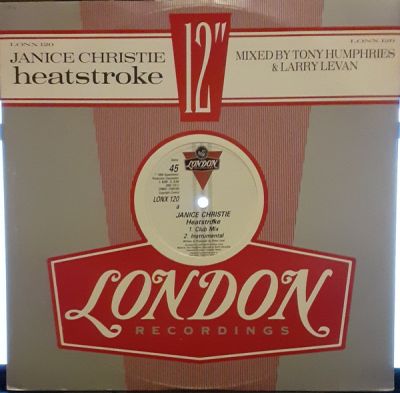 LONX 120
JANICE CHRISTIE
heatstroke
12"
LONX 120
MIXED BY TONY HUMPHRIES
& LARRY LEVAN
45
LONX 120
a
JANICE CHRISTIE
Heatstroke
1. Club Mix
2. Instrumental
LONDON
LONDON
RECORDINGS